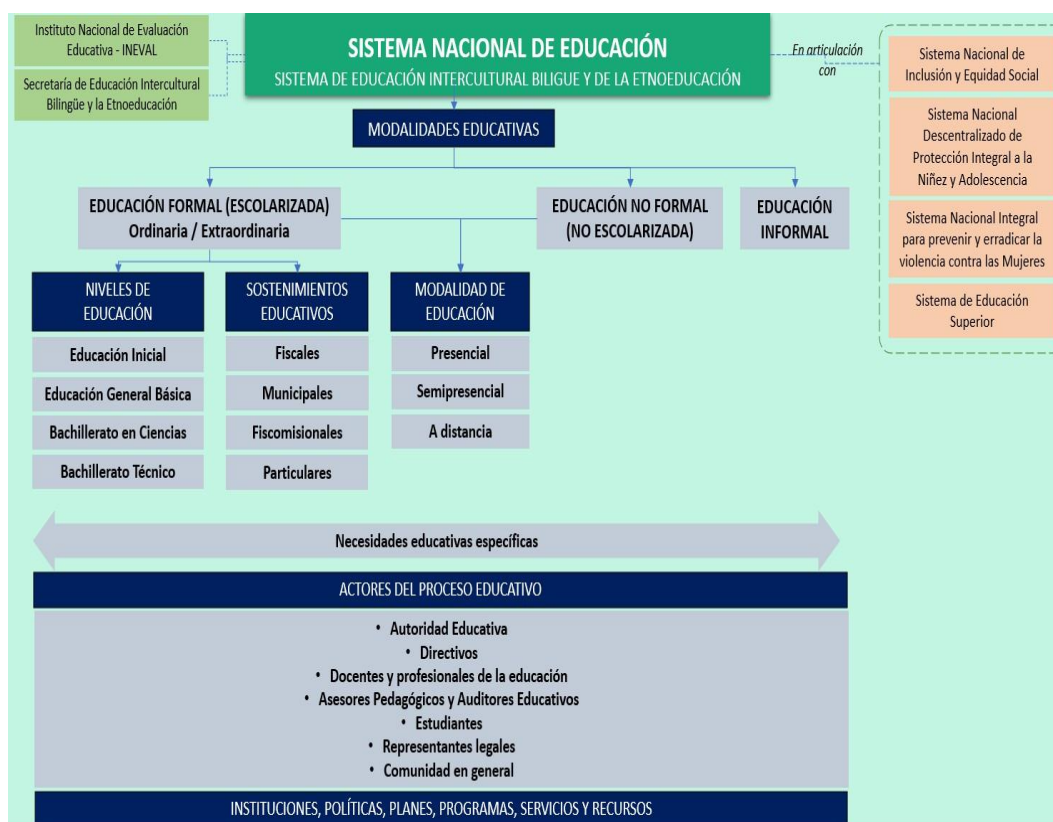 Instituto Nacional de Evaluación
Educativa - INEVAL
Secretaría de Educación Intercultural
Bilingüe y la Etnoeducación
SISTEMA NACIONAL DE EDUCACIÓN
SISTEMA DE EDUCACIÓN INTERCULTURAL BILIGUE Y DE LA ETNOEDUCACIÓN
En articulación
con
Sistema Nacional de
Inclusión y Equidad Social
Sistema Nacional
Descentralizado de
Protección Integral a la
Niñez y Adolescencia
Sistema Nacional Integral
para prevenir y erradicar la
violencia contra las Mujeres
Sistema de Educación
Superior
MODALIDADES EDUCATIVAS
EDUCACIÓN FORMAL (ESCOLARIZADA)
Ordinaria / Extraordinaria
EDUCACIÓN NO FORMAL
(NO ESCOLARIZADA)
EDUCACIÓN
INFORMAL
NIVELES DE
EDUCACIÓN
Educación Inicial
Educación General Básica
Bachillerato en Ciencias
Bachillerato Técnico
SOSTENIMIENTOS
EDUCATIVOS
Fiscales
Municipales
Fiscomisionales
Particulares
MODALIDAD DE
EDUCACIÓN
Presencial
Semipresencial
A distancia
Necesidades educativas específicas
ACTORES DEL PROCESO EDUCATIVO
• Autoridad Educativa
• Directivos
• Docentes y profesionales de la educación
• Asesores Pedagógicos y Auditores Educativos
• Estudiantes
• Representantes legales
• Comunidad en general
INSTITUCIONES, POLÍTICAS, PLANES, PROGRAMAS, SERVICIOS Y RECURSOS